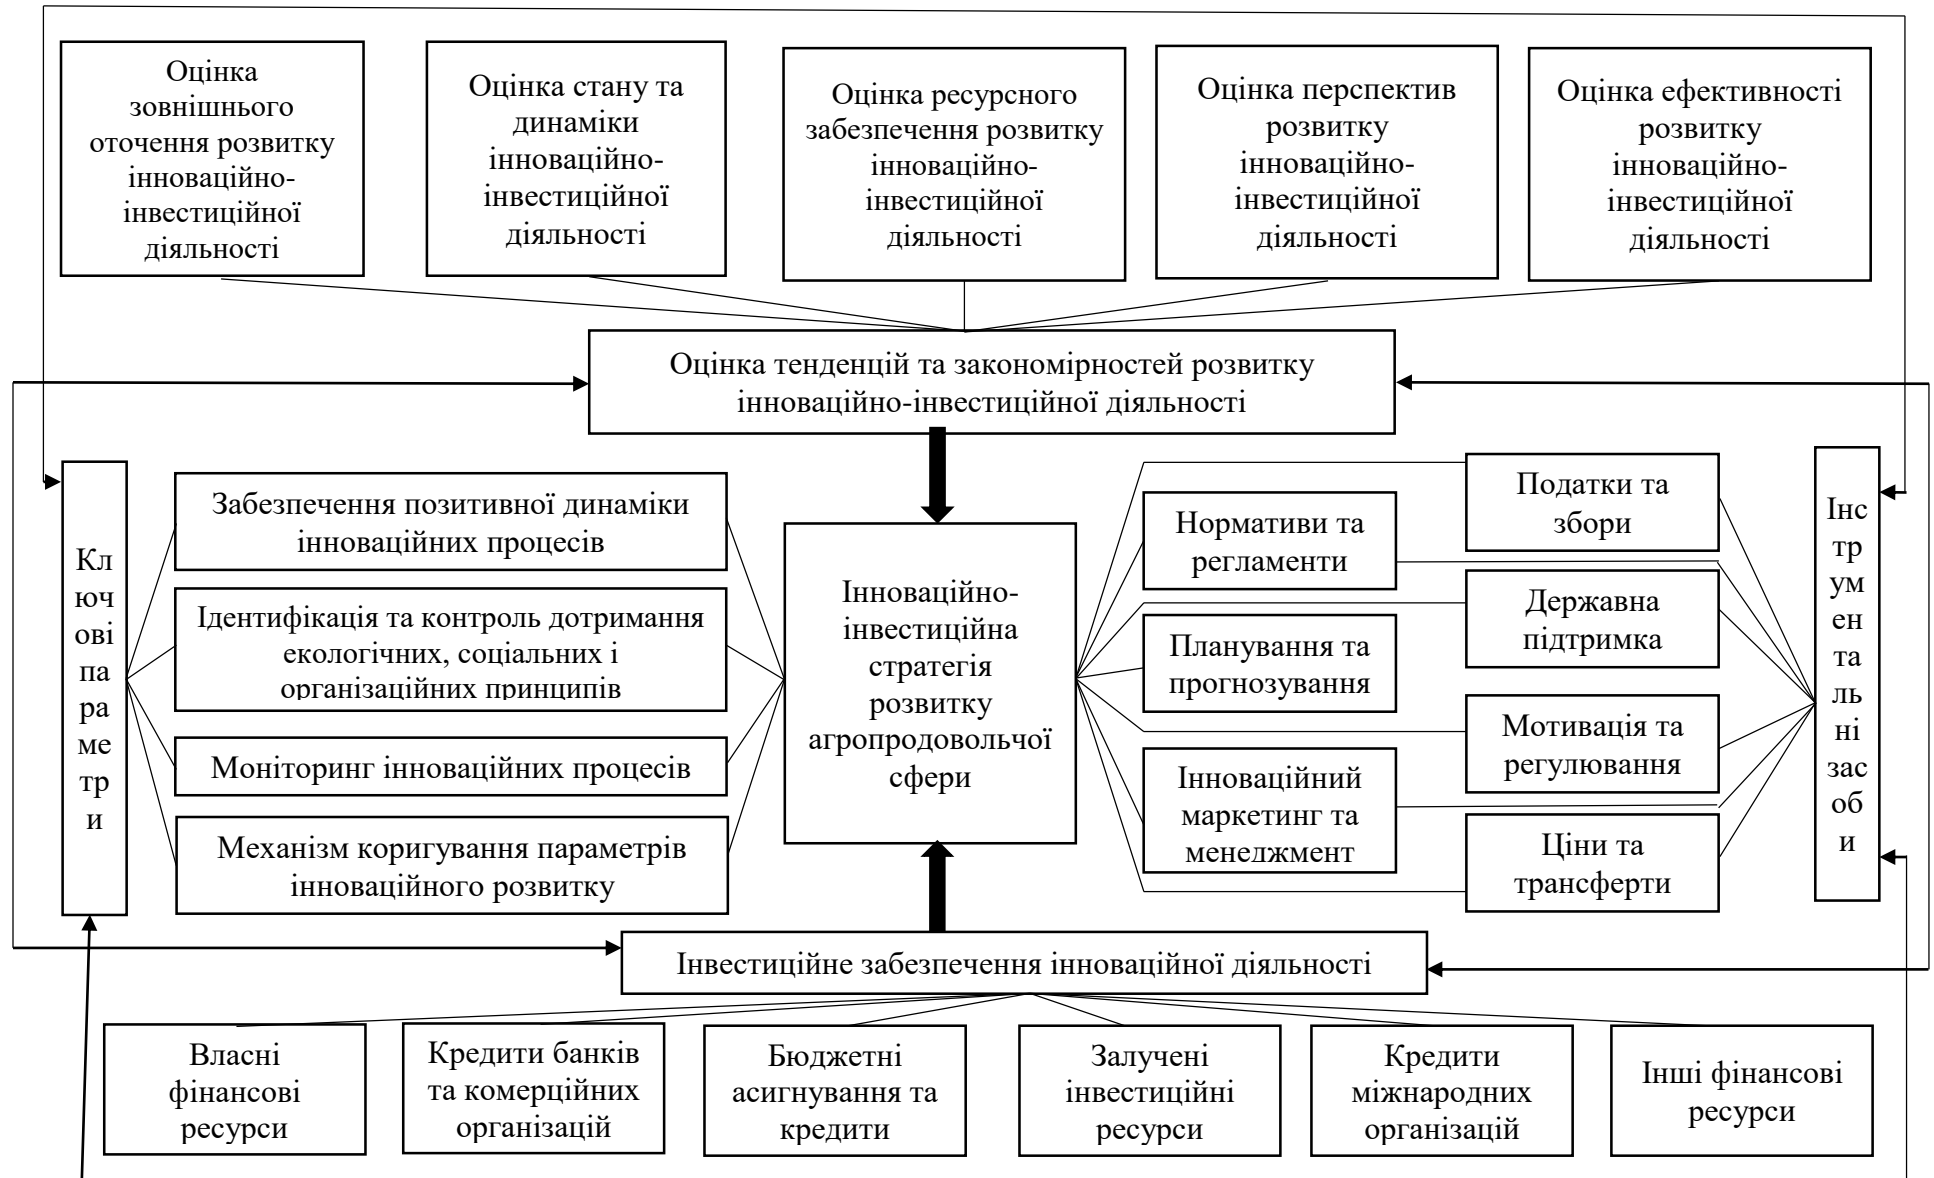 Оцінка
зовнішнього
оточення розвитку
інноваційно-
інвестиційної
діяльності
Оцінка стану та
динаміки
інноваційно-
інвестиційної
діяльності
Оцінка ресурсного
забезпечення розвитку
інноваційно-
інвестиційної
діяльності
Оцінка перспектив
розвитку
інноваційно-
інвестиційної
діяльності
Оцінка ефективності
розвитку
інноваційно-
інвестиційної
діяльності
Оцінка тенденцій та закономірностей розвитку
інноваційно-інвестиційної діяльності
Кл
юч
ові
па
ра
ме
тр
и
Забезпечення позитивної динаміки
інноваційних процесів
Ідентифікація та контроль дотримання
екологічних, соціальних і
організаційних принципів
Моніторинг інноваційних процесів
Механізм коригування параметрів
інноваційного розвитку
Інноваційно-
інвестиційна
стратегія
розвитку
агропродовольчої
сфери
Нормативи та
регламенти
Планування та
прогнозування
Інноваційний
маркетинг та
менеджмент
Податки та
збори
Державна
підтримка
Мотивація та
регулювання
Ціни та
трансферти
Інс
тр
ум
ен
та
ль
ні
зас
об
и
Інвестиційне забезпечення інноваційної діяльності
Власні
фінансові
ресурси
Кредити банків
та комерційних
організацій
Бюджетні
асигнування та
кредити
Залучені
інвестиційні
ресурси
Кредити
міжнародних
організацій
Інші фінансові
ресурси